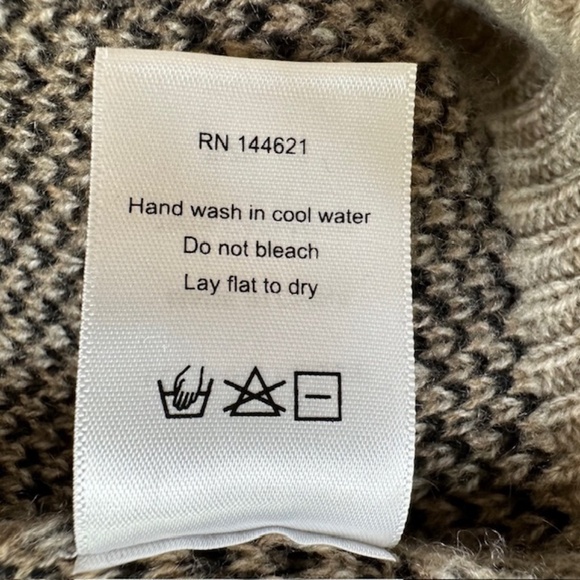 RN 144621
Hand wash in cool water
Do not bleach
Lay flat to dry